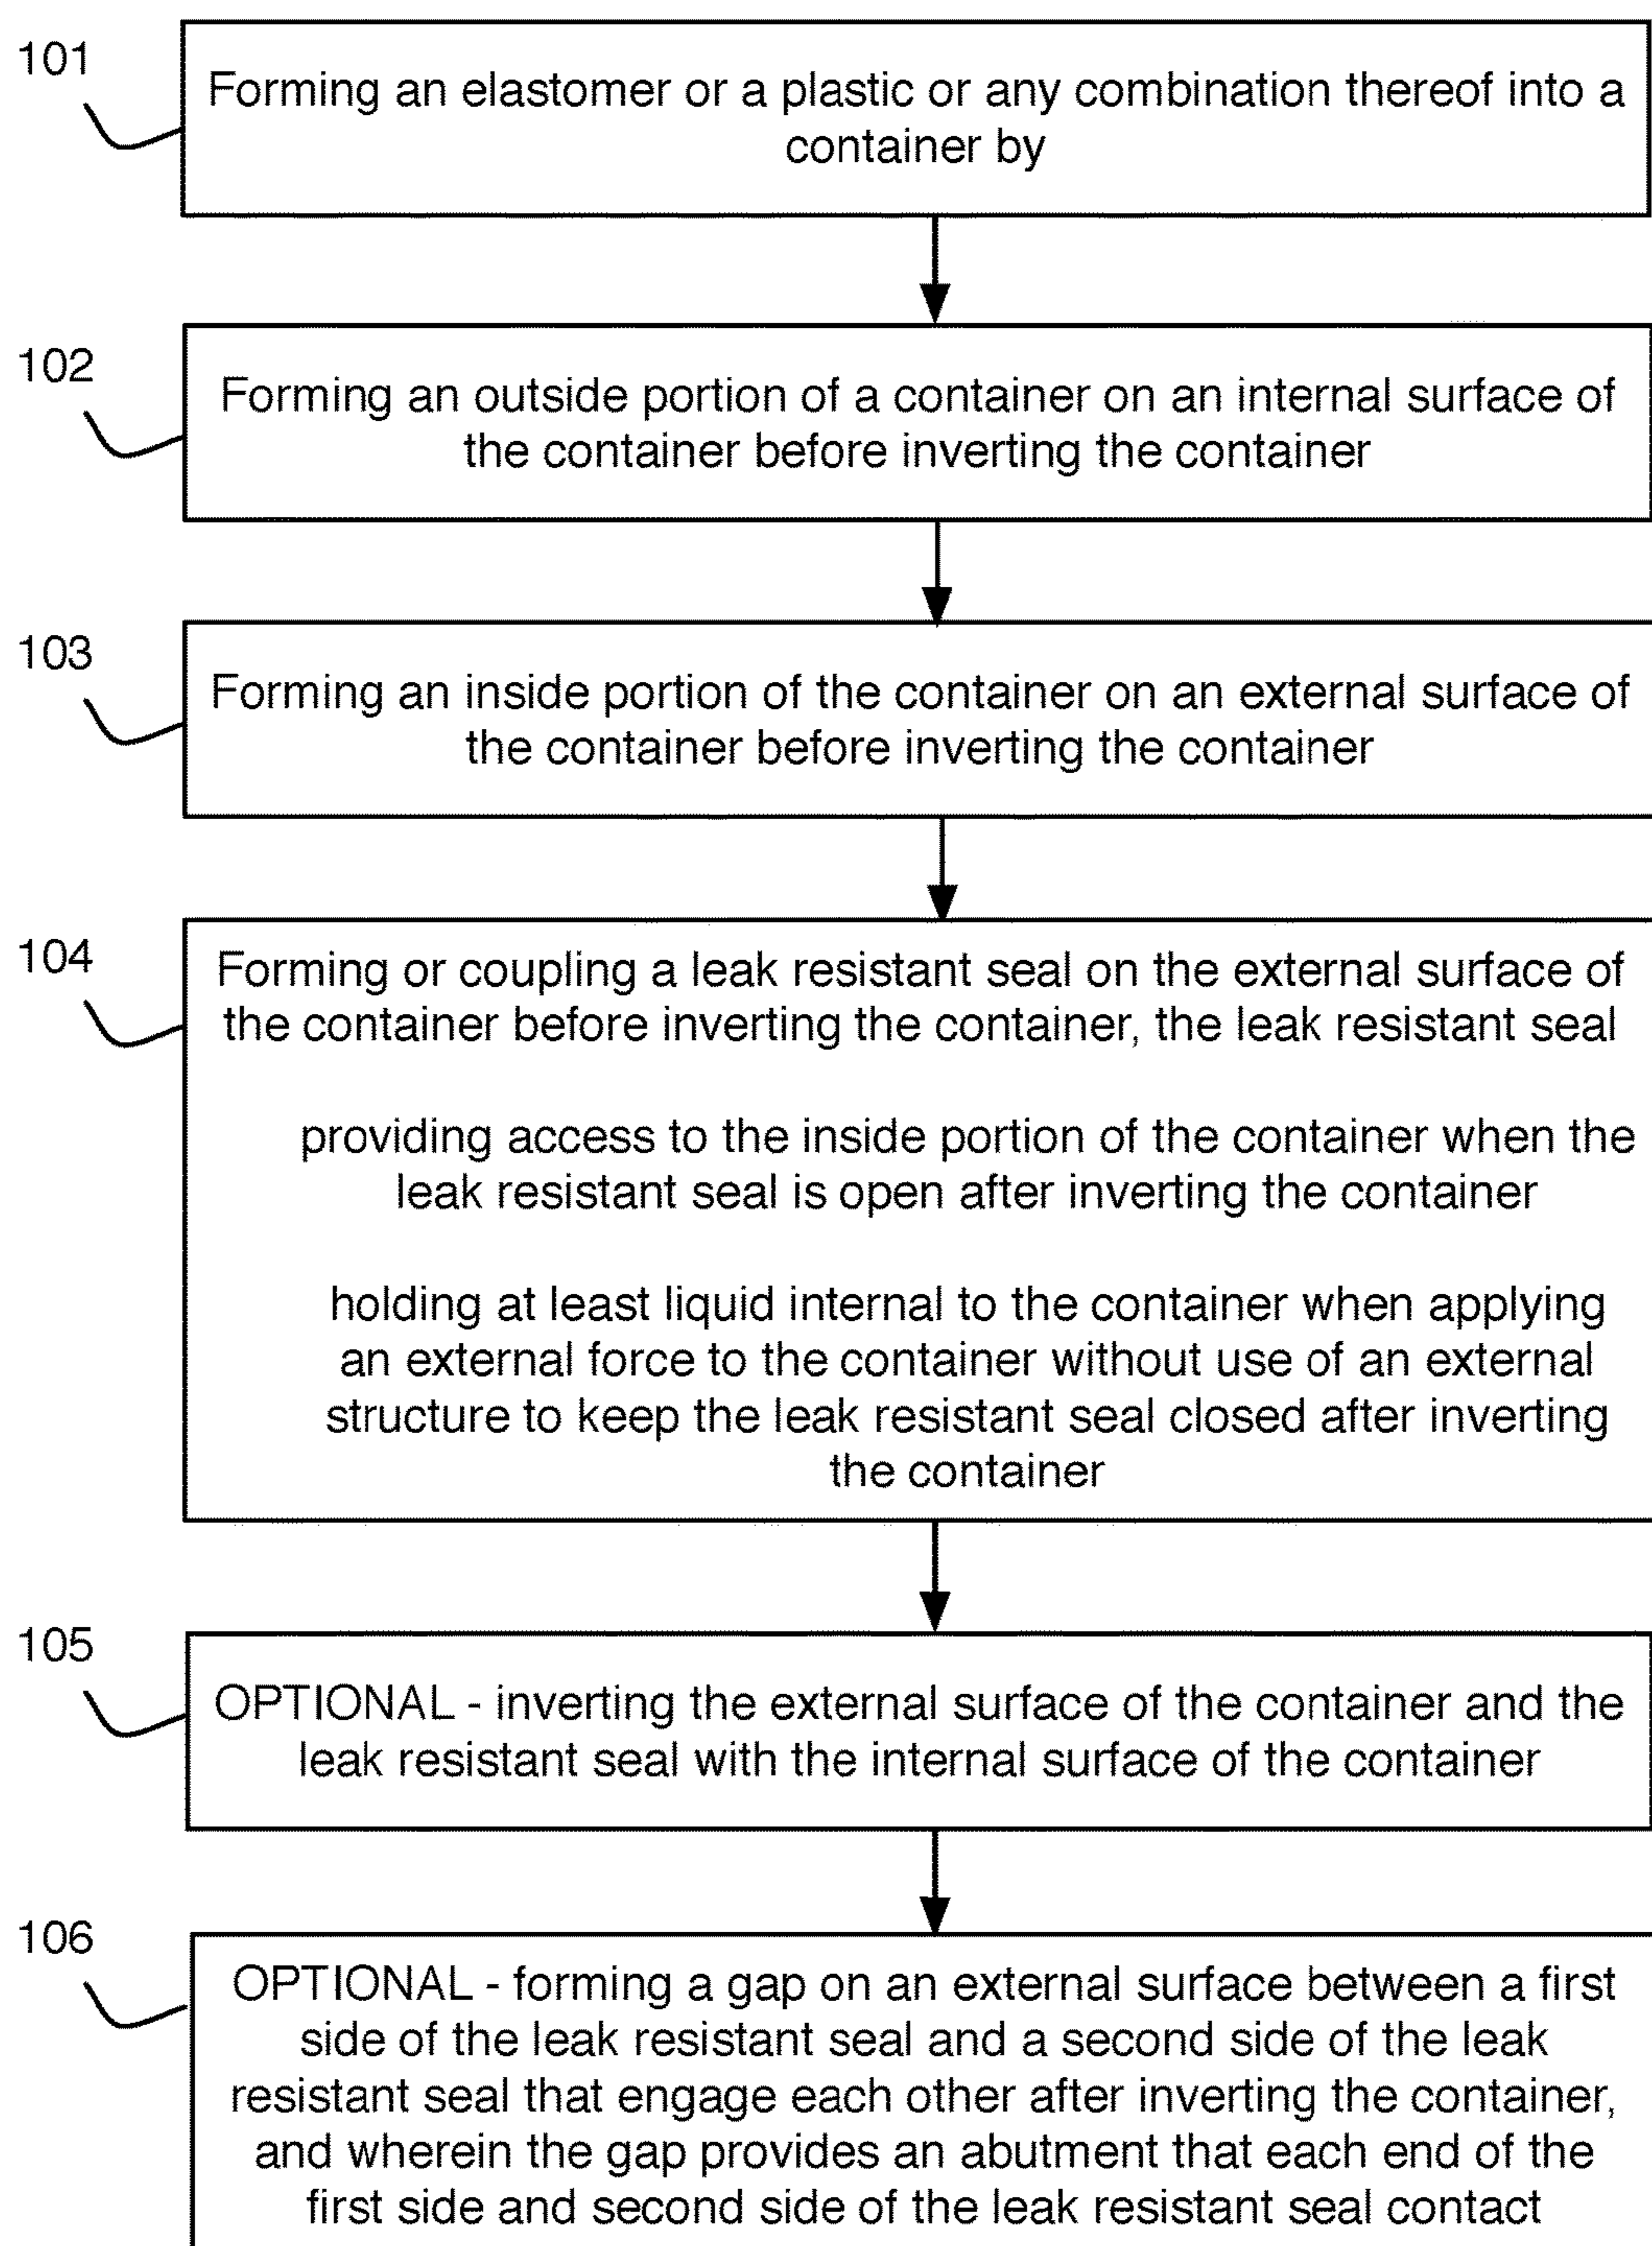 101
Forming an elastomer or a plastic or any combination thereof into a
container by
102
Forming an outside portion of a container on an internal surface of
the container before inverting the container
103
Forming an inside portion of the container on an external surface of
the container before inverting the container
104
Forming or coupling a leak resistant seal on the external surface of
the container before inverting the container, the leak resistant seal
providing access to the inside portion of the container when the
leak resistant seal is open after inverting the container
holding at least liquid internal to the container when applying
an external force to the container without use of an external
structure to keep the leak resistant seal closed after inverting
the container
105
OPTIONAL - inverting the external surface of the container and the
leak resistant seal with the internal surface of the container
106
OPTIONAL - forming a gap on an external surface between a first
side of the leak resistant seal and a second side of the leak
resistant seal that engage each other after inverting the container,
and wherein the gap provides an abutment that each end of the
first side and second side of the leak resistant seal contact